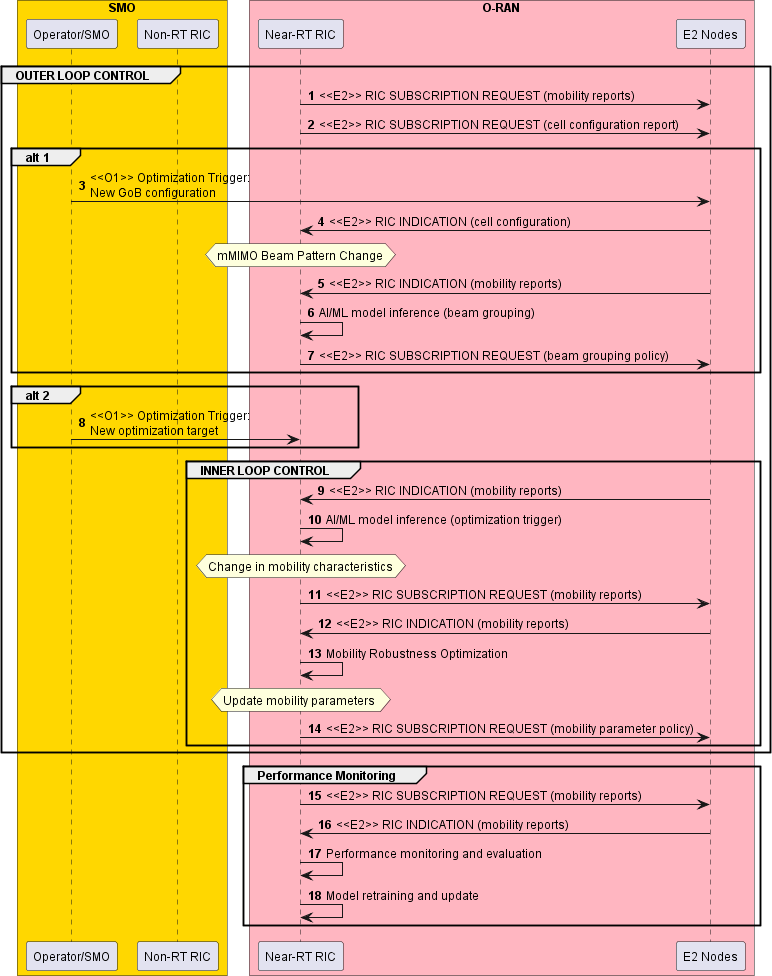 SMO
O-RAN
Operator/SMO
Non-RT RIC
Near-RT RIC
E2 Nodes
OUTER LOOP CONTROL
1 <<E2>> RIC SUBSCRIPTION REQUEST (mobility reports)
2 <<E2>> RIC SUBSCRIPTION REQUEST (cell configuration report)
alt 1
3 <<O1>> Optimization Trigger:
New GoB configuration
4 <<E2>> RIC INDICATION (cell configuration)
mMIMO Beam Pattern Change
5 <<E2>> RIC INDICATION (mobility reports)
6 AI/ML model inference (beam grouping)
7 <<E2>> RIC SUBSCRIPTION REQUEST (beam grouping policy)
alt 2
8 <<O1>> Optimization Trigger:
New optimization target
INNER LOOP CONTROL
9 <<E2>> RIC INDICATION (mobility reports)
10 AI/ML model inference (optimization trigger)
Change in mobility characteristics
11 <<E2>> RIC SUBSCRIPTION REQUEST (mobility reports)
12 <<E2>> RIC INDICATION (mobility reports)
13 Mobility Robustness Optimization
Update mobility parameters
14 <<E2>> RIC SUBSCRIPTION REQUEST (mobility parameter policy)
Performance Monitoring
15 <<E2>> RIC SUBSCRIPTION REQUEST (mobility reports)
16 <<E2>> RIC INDICATION (mobility reports)
17 Performance monitoring and evaluation
18 Model retraining and update
Operator/SMO
Non-RT RIC
Near-RT RIC
E2 Nodes